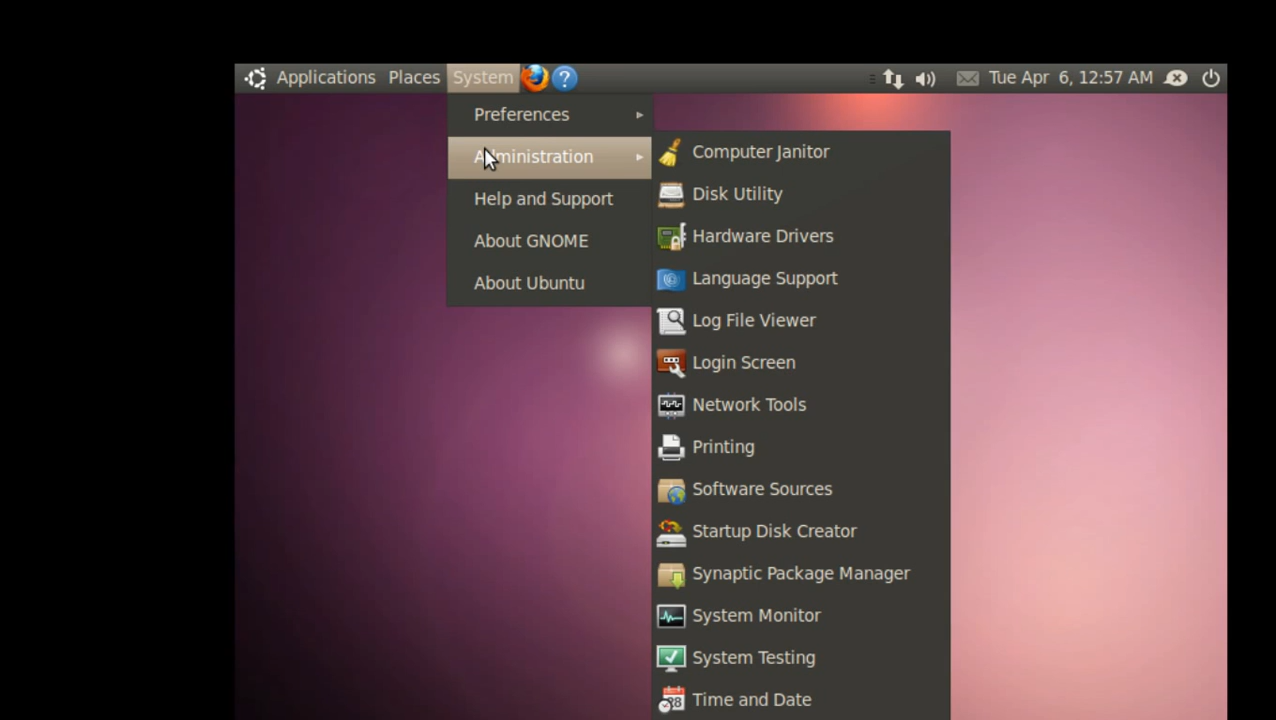 Applications Places System ? Tue Apr 6, 12:57 AM
Preferences
Administration
Help and Support
About GNOME
About Ubuntu
Computer Janitor
Disk Utility
Hardware Drivers
Language Support
Log File Viewer
Login Screen
Network Tools
Printing
Software Sources
Startup Disk Creator
Synaptic Package Manager
System Monitor
System Testing
Time and Date